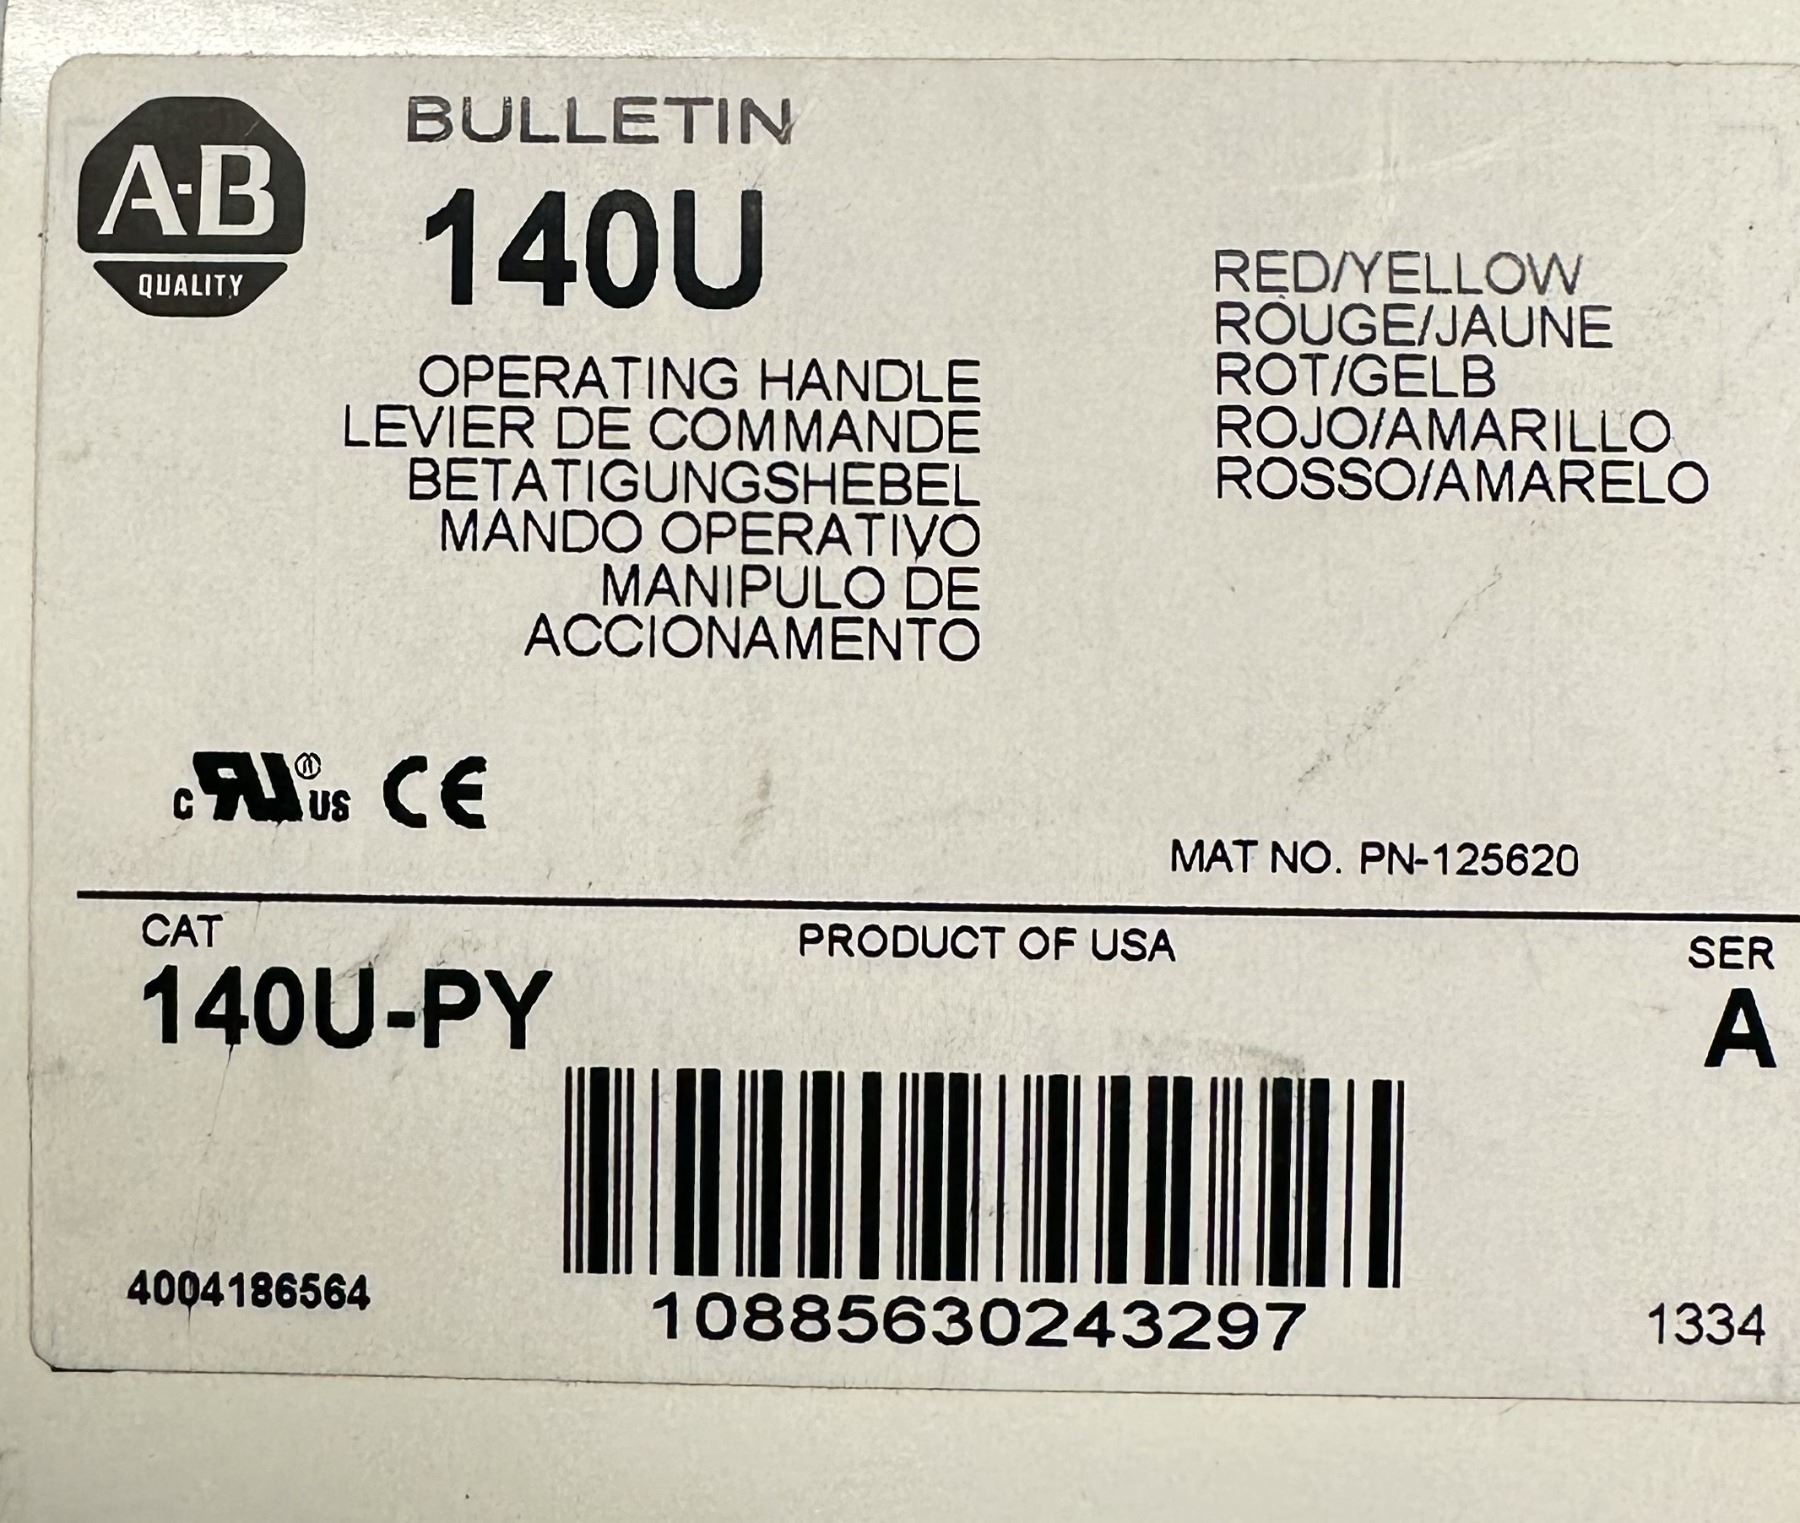 A-B
QUALITY
BULLETIN
140U
OPERATING HANDLE
LEVIER DE COMMANDE
BETATIGUNGSHEBEL
MANDO OPERATIVO
MANIPULO DE
ACCIONAMENTO
RED/YELLOW
ROUGE/JAUNE
ROT/GELB
ROJO/AMARILLO
ROSSO/AMARELO
c RU ® US CE
MAT NO. PN-125620
CAT
140U-PY
PRODUCT OF USA
SER
A
4004186564
10885630243297
1334